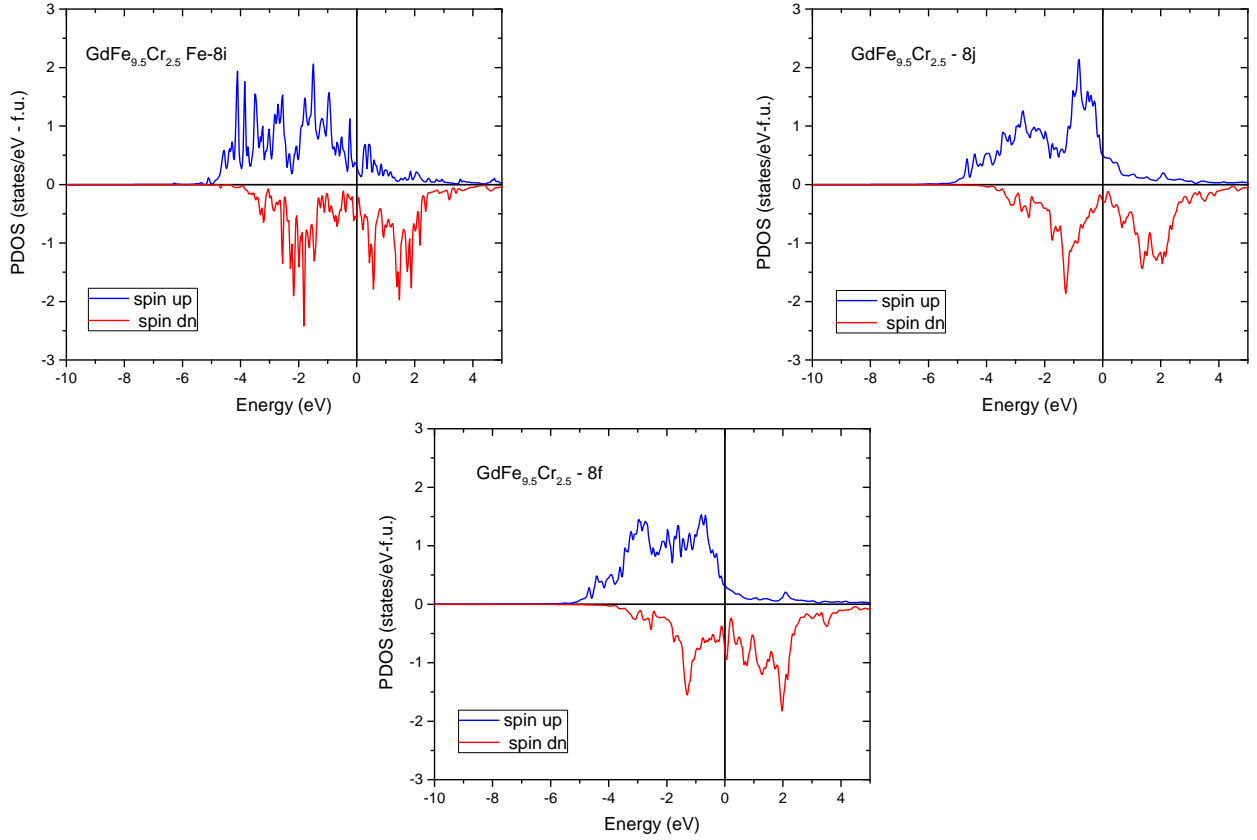 GdFe9.5Cr2.5 Fe-8i
3
2
1
0
-1
-2
-3
PDOS (states/eV - f.u.)
spin up
spin dn
-10 -8 -6 -4 -2 0 2 4
Energy (eV)
GdFe9.5Cr2.5 - 8j
3
2
1
0
-1
-2
-3
PDOS (states/eV-f.u.)
spin up
spin dn
-10 -8 -6 -4 -2 0 2 4
Energy (eV)
GdFe9.5Cr2.5 - 8f
3
2
1
0
-1
-2
-3
PDOS (states/eV-f.u.)
spin up
spin dn
-10 -8 -6 -4 -2 0 2 4
Energy (eV)